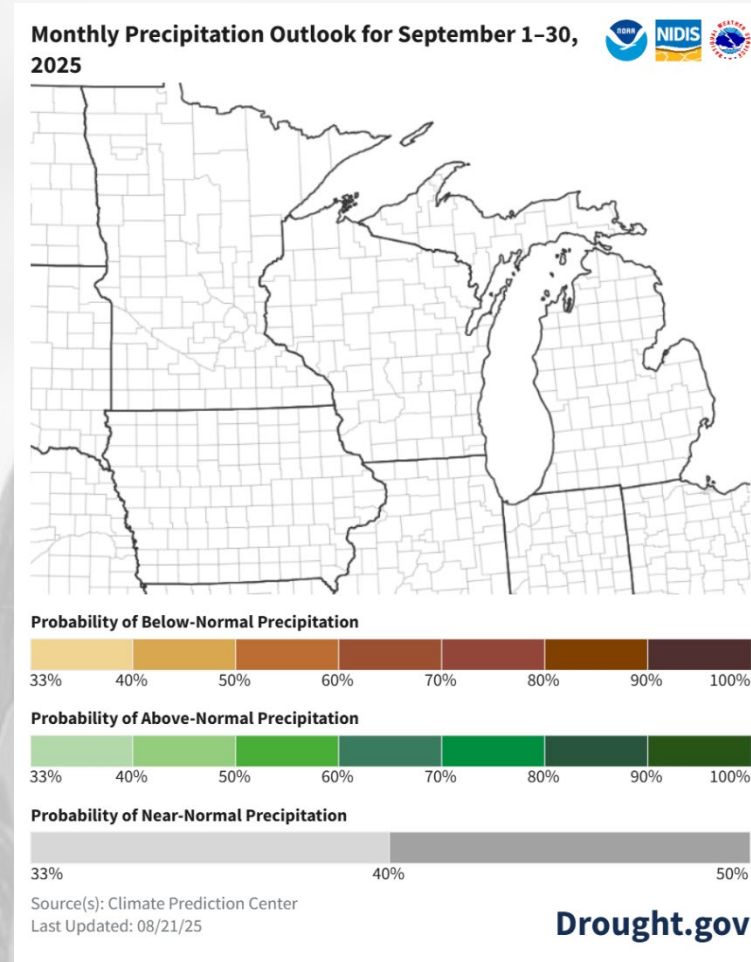 Monthly Precipitation Outlook for September 1–30,
2025
NOAA
NIDIS
Probability of Below-Normal Precipitation
33% 40% 50% 60% 70% 80% 90% 100%
Probability of Above-Normal Precipitation
33% 40% 50% 60% 70% 80% 90% 100%
Probability of Near-Normal Precipitation
33% 40% 50%
Source(s): Climate Prediction Center
Last Updated: 08/21/25
Drought.gov